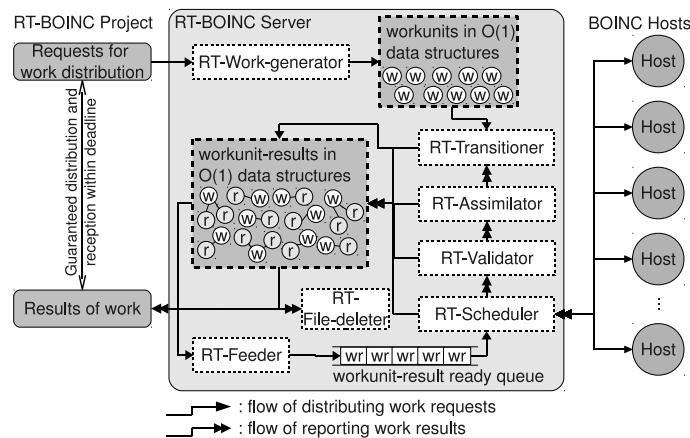 RT-BOINC Project
RT-BOINC Server
BOINC Hosts
Requests for
work distribution
RT-Work-generator
workunits in O(1)
data structures
w w w w w
w w w w w
Host
Guaranteed distribution and
reception within deadline
workunit-results in
O(1) data structures
w r w w w
r r w r r r
r w r r r
w
RT-Transitioner
Host
RT-Assimilator
Host
RT-Validator
Host
...
Results of work
RT-
File-deleter
RT-Scheduler
Host
RT-Feeder
wr wr wr wr wr
workunit-result ready queue
: flow of distributing work requests
: flow of reporting work results